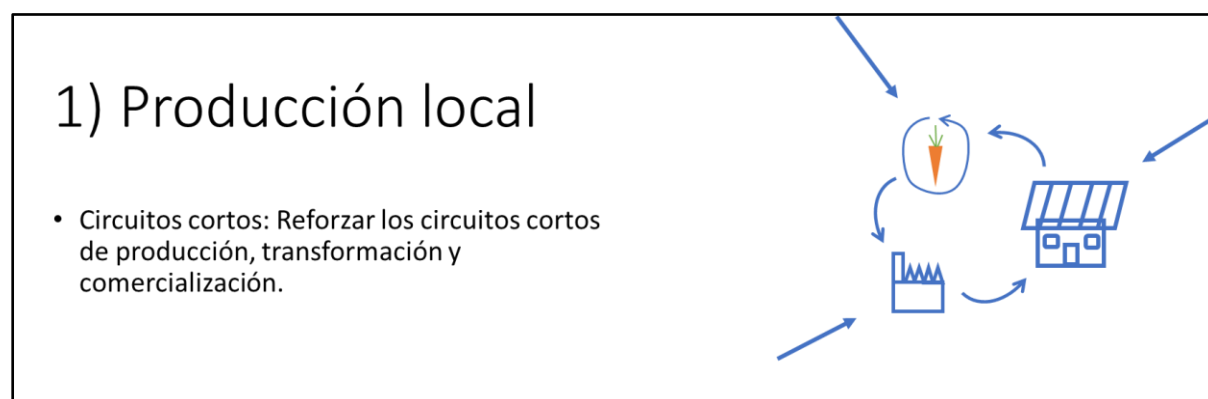 1) Producción local
• Circuitos cortos: Reforzar los circuitos cortos
de producción, transformación y
comercialización.